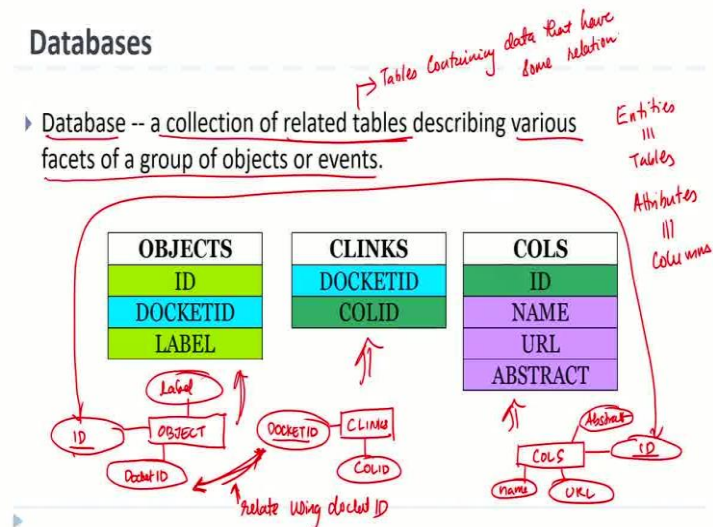 Databases
Tables Containing data that have
some relation
Database -- a collection of related tables describing various
facets of a group of objects or events.
Entities
Tables
Attributes
Columns
OBJECTS
ID
DOCKETID
LABEL
CLINKS
DOCKETID
COLID
COLS
ID
NAME
URL
ABSTRACT
Label
ID
OBJECT
Docket ID
DOCKETID
CLINKS
COLID
relate using docket ID
Abstract
COLS
ID
name
URL